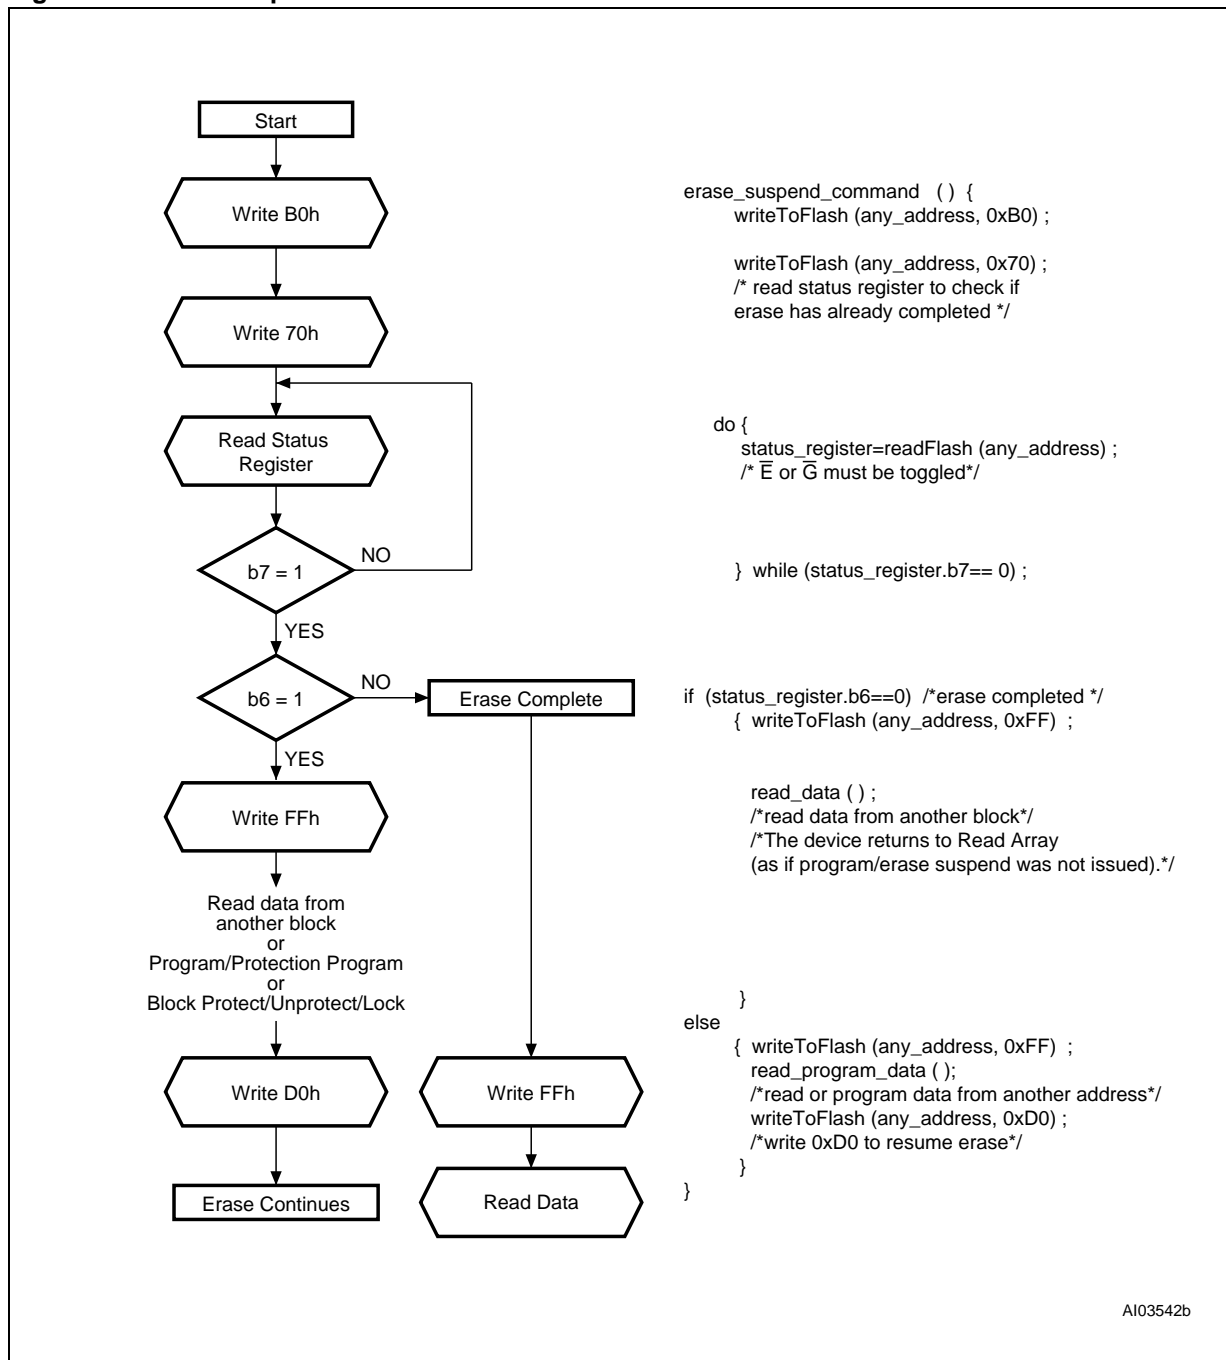 Start
Write B0h
Write 70h
Read Status
Register
b7 = 1
NO
YES
b6 = 1
NO
Erase Complete
YES
Write FFh
Read data from
another block
or
Program/Protection Program
or
Block Protect/Unprotect/Lock
Write D0h
Write FFh
Erase Continues
Read Data
erase_suspend_command ( ) {
writeToFlash (any_address, 0xB0) ;
writeToFlash (any_address, 0x70) ;
/* read status register to check if
erase has already completed */
do {
status_register=readFlash (any_address) ;
/* E̅ or G̅ must be toggled*/
} while (status_register.b7== 0) ;
if (status_register.b6==0) /*erase completed */
{ writeToFlash (any_address, 0xFF) ;
read_data ( ) ;
/*read data from another block*/
/*The device returns to Read Array
(as if program/erase suspend was not issued).*/
}
else
{ writeToFlash (any_address, 0xFF) ;
read_program_data ( );
/*read or program data from another address*/
writeToFlash (any_address, 0xD0) ;
/*write 0xD0 to resume erase*/
}
}
AI03542b